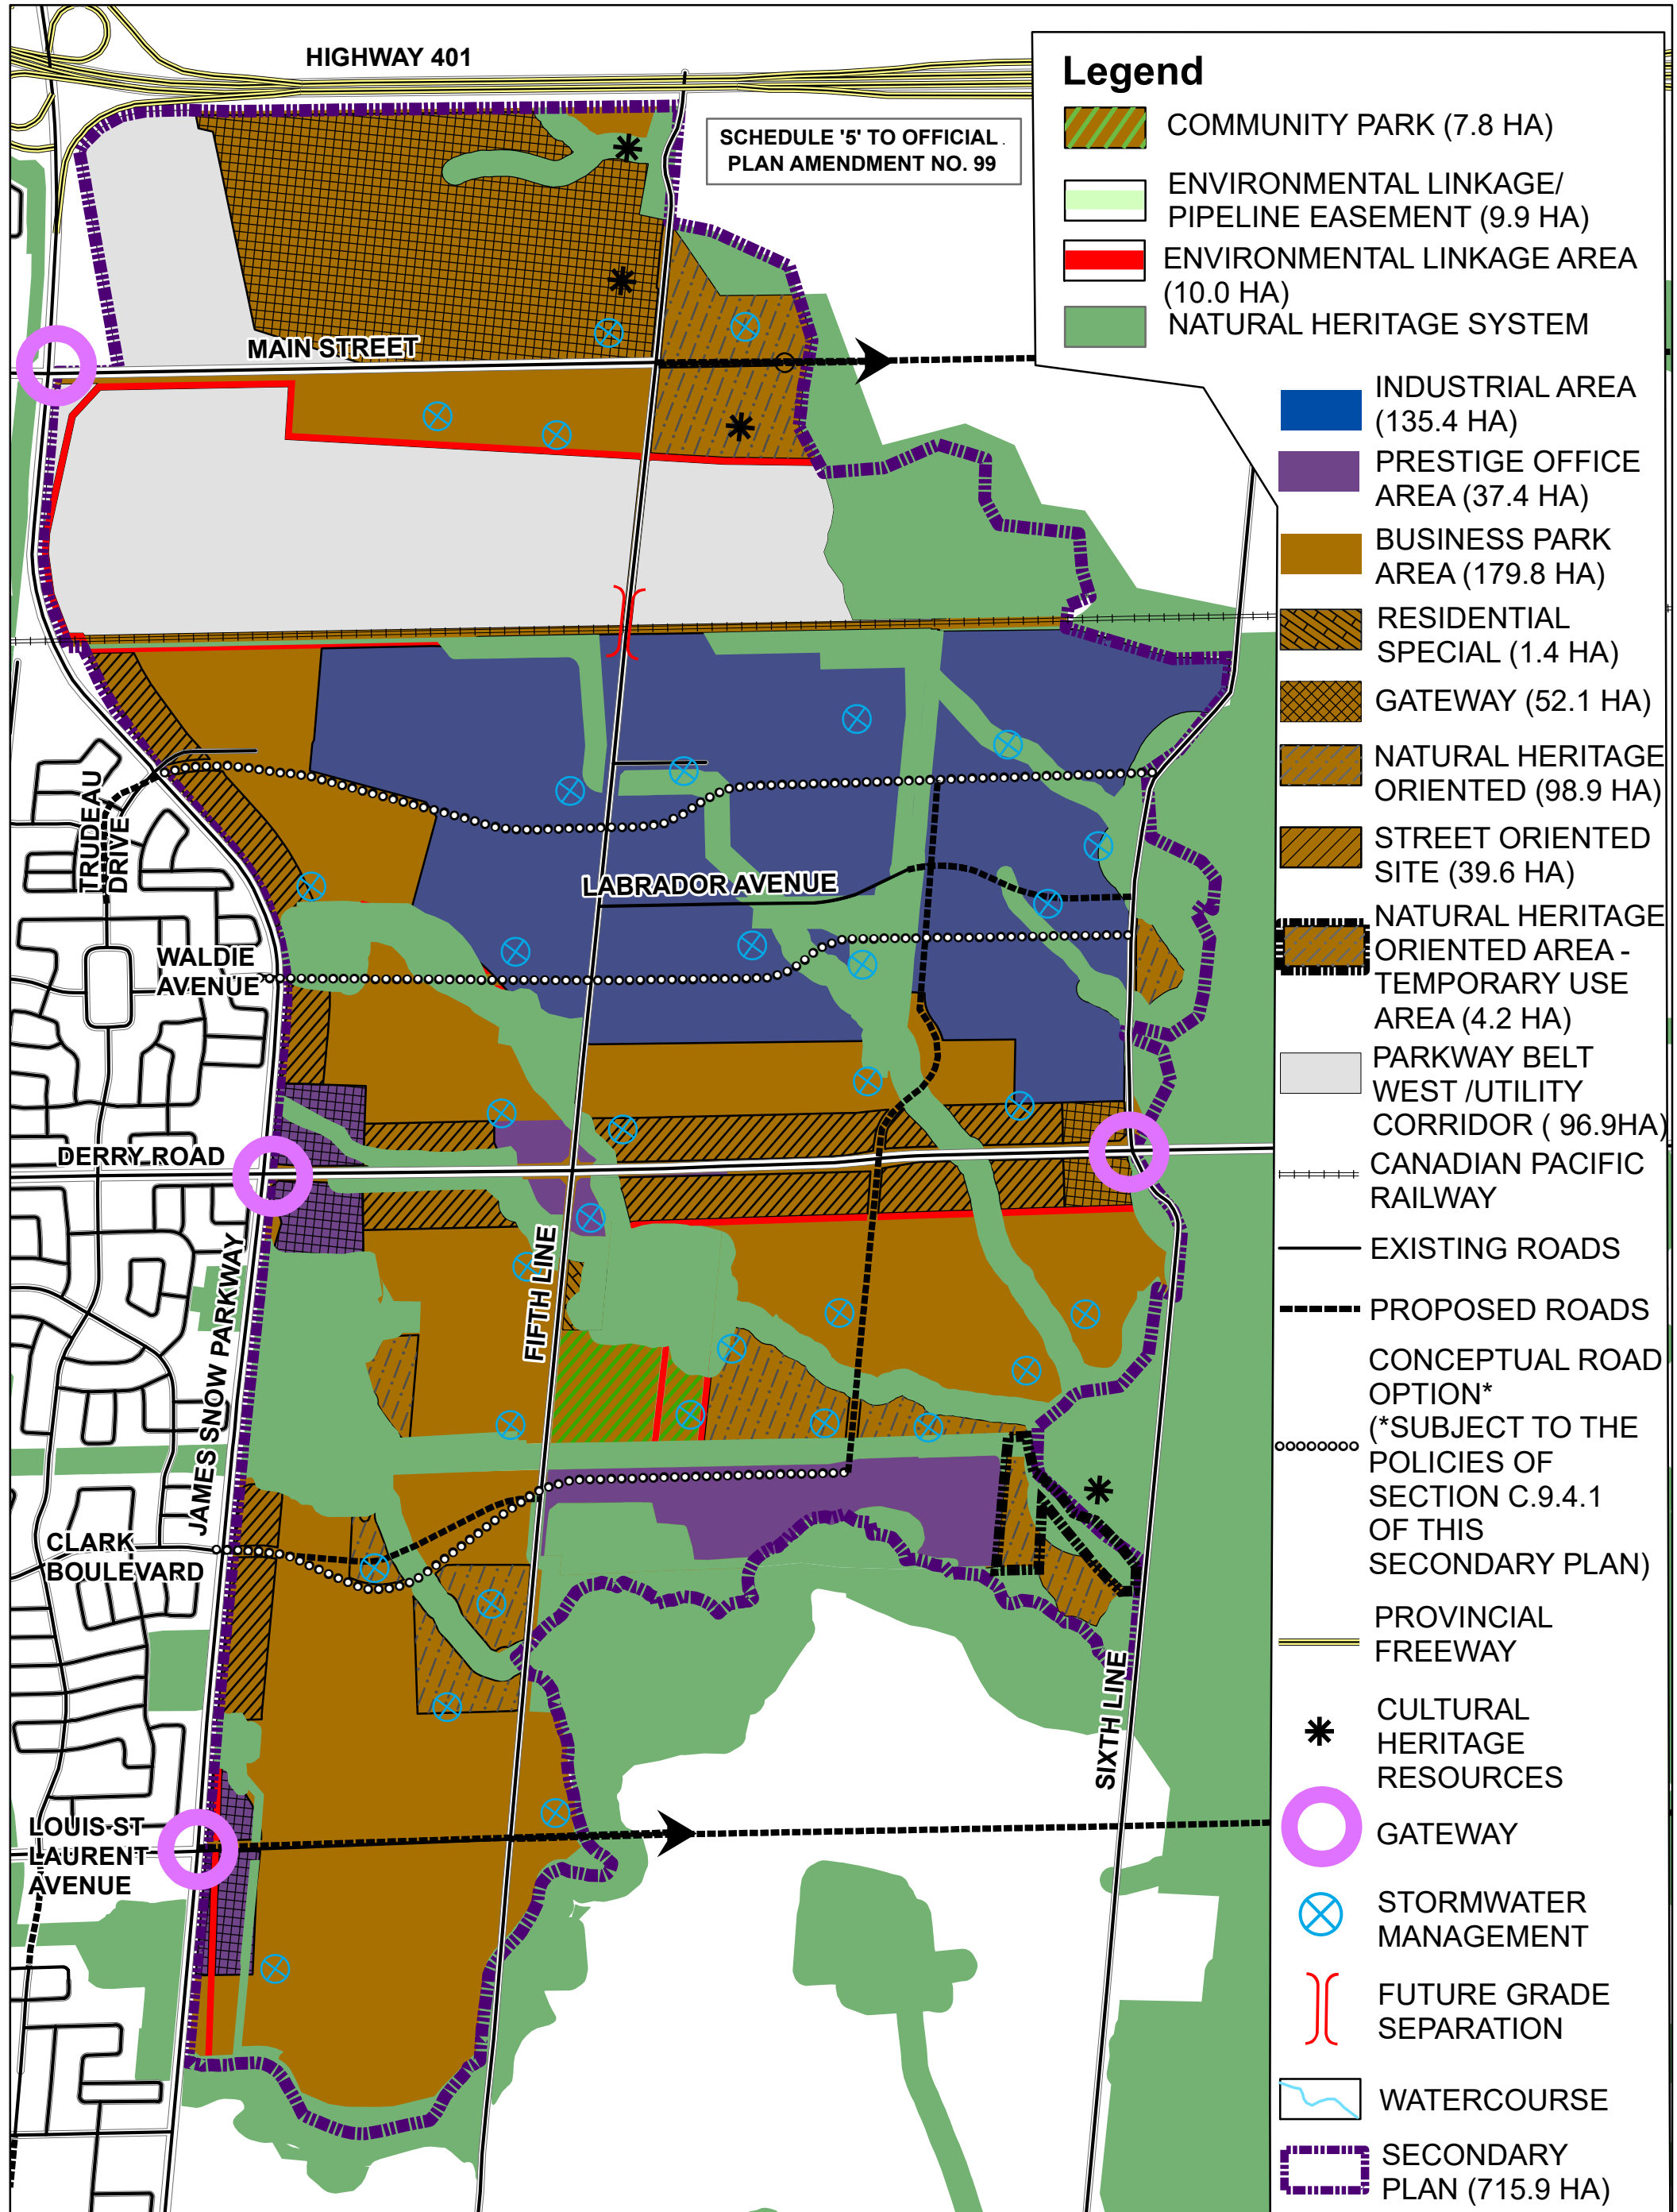 HIGHWAY 401
SCHEDULE '5' TO OFFICIAL
PLAN AMENDMENT NO. 99
MAIN STREET
TRUDEAU
DRIVE
LABRADOR AVENUE
WALDIE
AVENUE
DERRY ROAD
JAMES SNOW PARKWAY
FIFTH LINE
CLARK
BOULEVARD
SIXTH LINE
LOUIS ST
LAURENT
AVENUE
Legend
COMMUNITY PARK (7.8 HA)
ENVIRONMENTAL LINKAGE/
PIPELINE EASEMENT (9.9 HA)
ENVIRONMENTAL LINKAGE AREA
(10.0 HA)
NATURAL HERITAGE SYSTEM
INDUSTRIAL AREA
(135.4 HA)
PRESTIGE OFFICE
AREA (37.4 HA)
BUSINESS PARK
AREA (179.8 HA)
RESIDENTIAL
SPECIAL (1.4 HA)
GATEWAY (52.1 HA)
NATURAL HERITAGE
ORIENTED (98.9 HA)
STREET ORIENTED
SITE (39.6 HA)
NATURAL HERITAGE
ORIENTED AREA -
TEMPORARY USE
AREA (4.2 HA)
PARKWAY BELT
WEST /UTILITY
CORRIDOR ( 96.9HA)
CANADIAN PACIFIC
RAILWAY
EXISTING ROADS
PROPOSED ROADS
CONCEPTUAL ROAD
OPTION*
(*SUBJECT TO THE
POLICIES OF
SECTION C.9.4.1
OF THIS
SECONDARY PLAN)
PROVINCIAL
FREEWAY
CULTURAL
HERITAGE
RESOURCES
GATEWAY
STORMWATER
MANAGEMENT
FUTURE GRADE
SEPARATION
WATERCOURSE
SECONDARY
PLAN (715.9 HA)